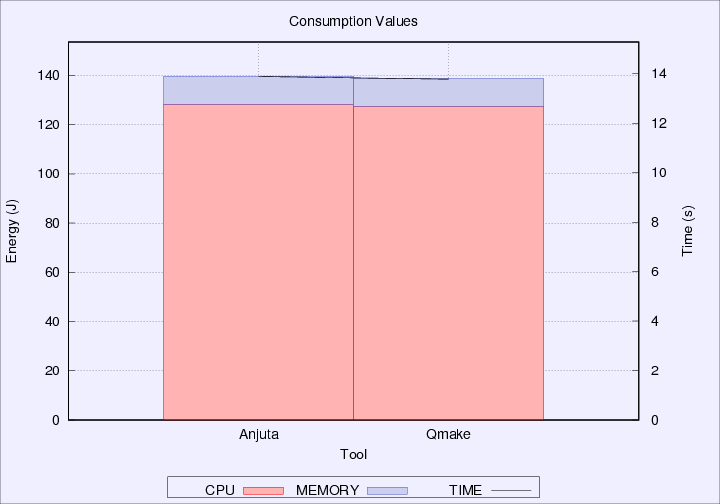 Consumption Values
140
120
100
80
60
40
20
0
Energy (J)
14
12
10
8
6
4
2
0
Time (s)
Anjuta Qmake
Tool
CPU MEMORY TIME